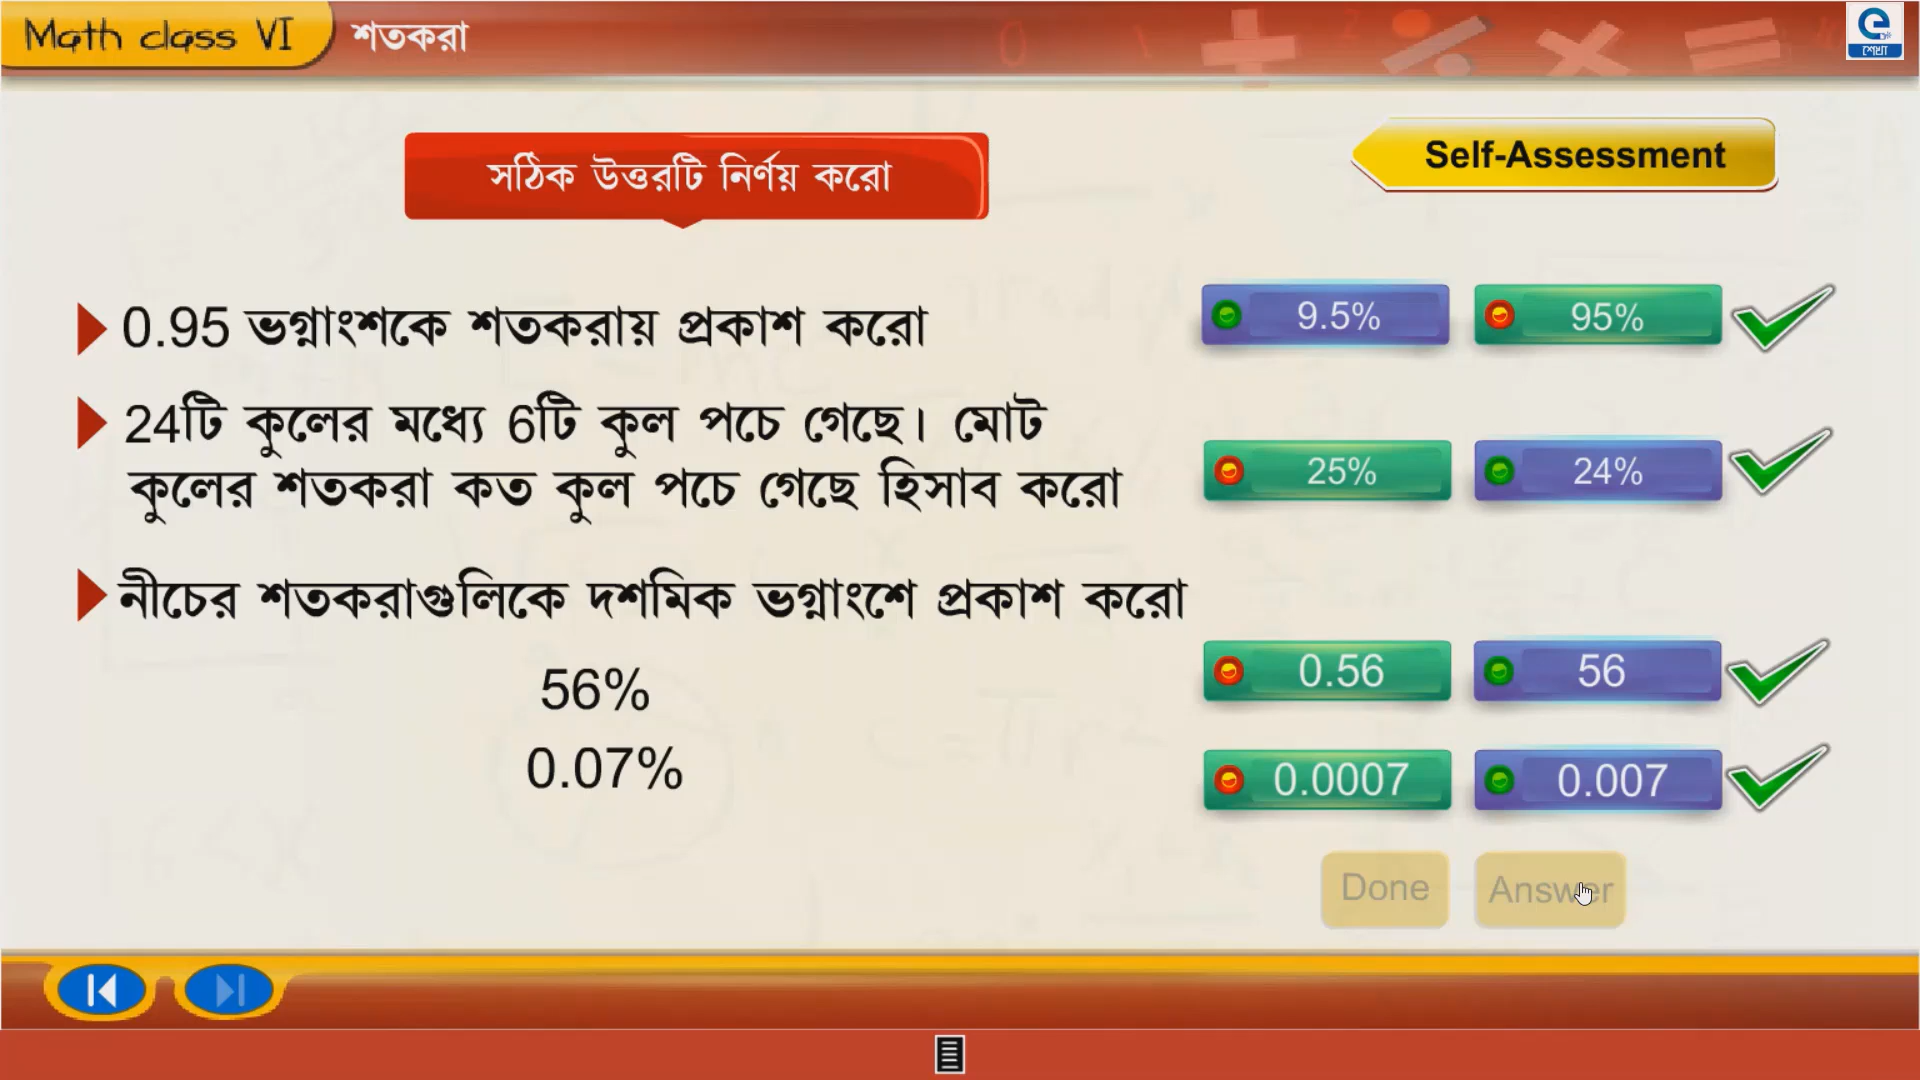 Math class VI
শতকরা
e
শেখা
সঠিক উত্তরটি নির্ণয় করো
Self-Assessment
0.95 ভগ্নাংশকে শতকরায় প্রকাশ করো
9.5%
95%
24টি কুলের মধ্যে 6টি কুল পচে গেছে। মোট
কুলের শতকরা কত কুল পচে গেছে হিসাব করো
25%
24%
নীচের শতকরাগুলিকে দশমিক ভগ্নাংশে প্রকাশ করো
56%
0.56
56
0.07%
0.0007
0.007
Done
Answer